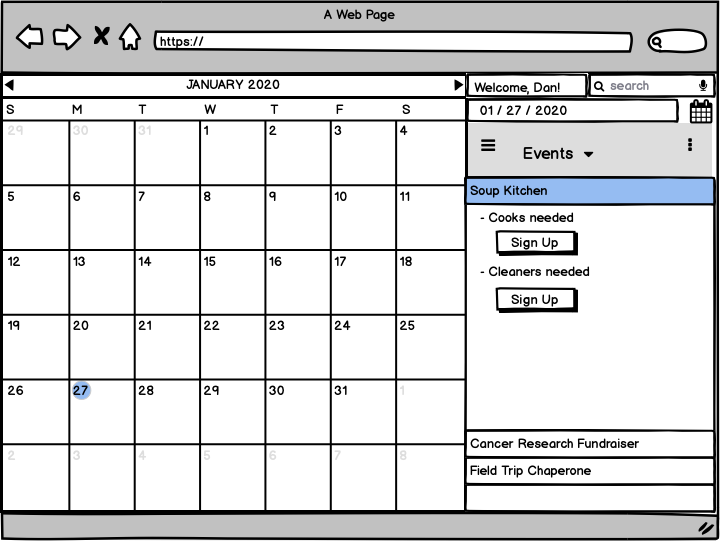 A Web Page
https://
JANUARY 2020
Welcome, Dan!
search
S M T W T F S
01 / 27 / 2020
29 30 31 1 2 3 4
Events
5 6 7 8 9 10 11
Soup Kitchen
- Cooks needed
Sign Up
12 13 14 15 16 17 18
- Cleaners needed
Sign Up
19 20 21 22 23 24 25
26 27 28 29 30 31 1
2 3 4 5 6 7 8
Cancer Research Fundraiser
Field Trip Chaperone